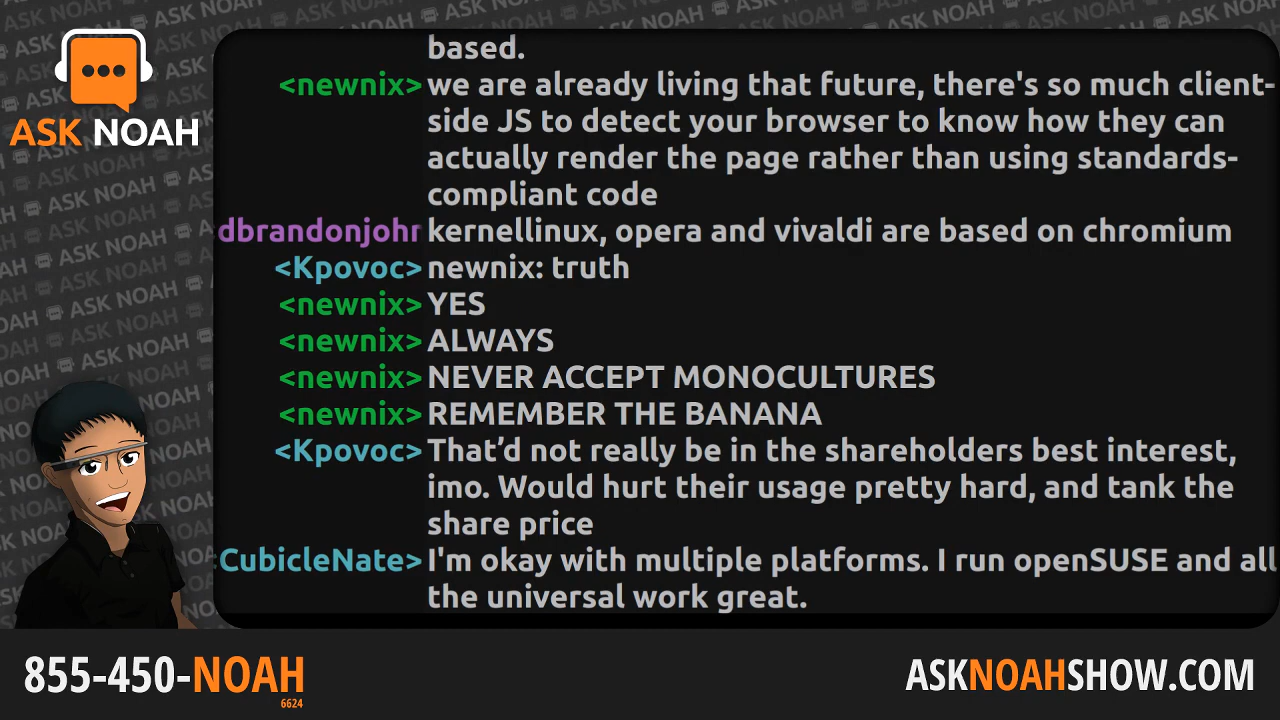 ASK NOAH
based.
<newnix> we are already living that future, there's so much client-
side JS to detect your browser to know how they can
actually render the page rather than using standards-
compliant code
dbrandonjohr kernellinux, opera and vivaldi are based on chromium
<Kpovoc> newnix: truth
<newnix> YES
<newnix> ALWAYS
<newnix> NEVER ACCEPT MONOCULTURES
<newnix> REMEMBER THE BANANA
<Kpovoc> That’d not really be in the shareholders best interest,
imo. Would hurt their usage pretty hard, and tank the
share price
CubicleNate> I'm okay with multiple platforms. I run openSUSE and all
the universal work great.
855-450-NOAH
6624
ASKNOAHSHOW.COM